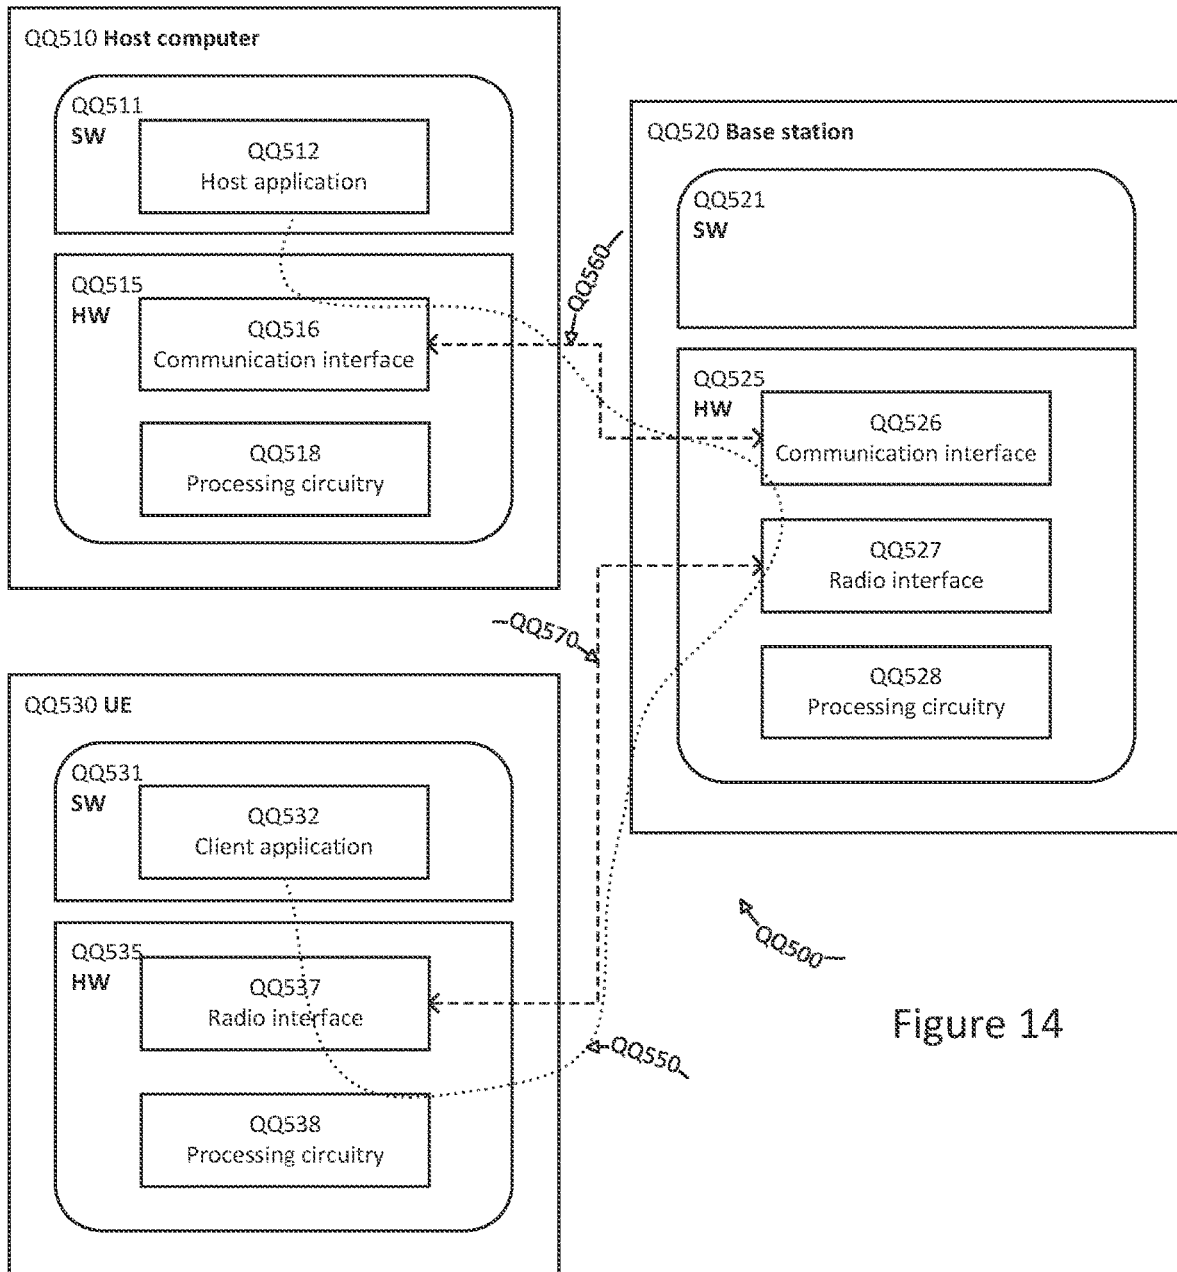 QQ510 Host computer
QQ511
SW
QQ512
Host application
QQ515
HW
QQ516
Communication interface
QQ518
Processing circuitry
QQ560
QQ520 Base station
QQ521
SW
QQ525
HW
QQ526
Communication interface
QQ527
Radio interface
QQ528
Processing circuitry
QQ570
QQ530 UE
QQ531
SW
QQ532
Client application
QQ535
HW
QQ537
Radio interface
QQ538
Processing circuitry
QQ550
QQ500
Figure 14